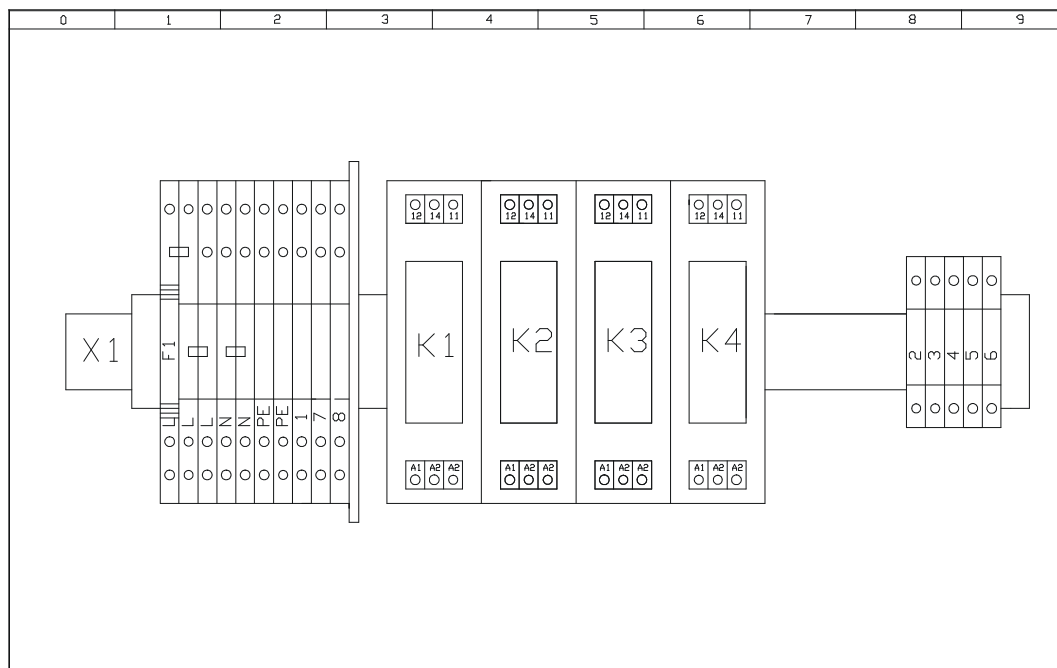 0 1 2 3 4 5 6 7 8 9
12 14 11 12 14 11 12 14 11 12 14 11
X1 F1 K1 K2 K3 K4 2 3 4 5 6
L L L N N PE PE 1 7 8
A1 A2 A2 A1 A2 A2 A1 A2 A2 A1 A2 A2